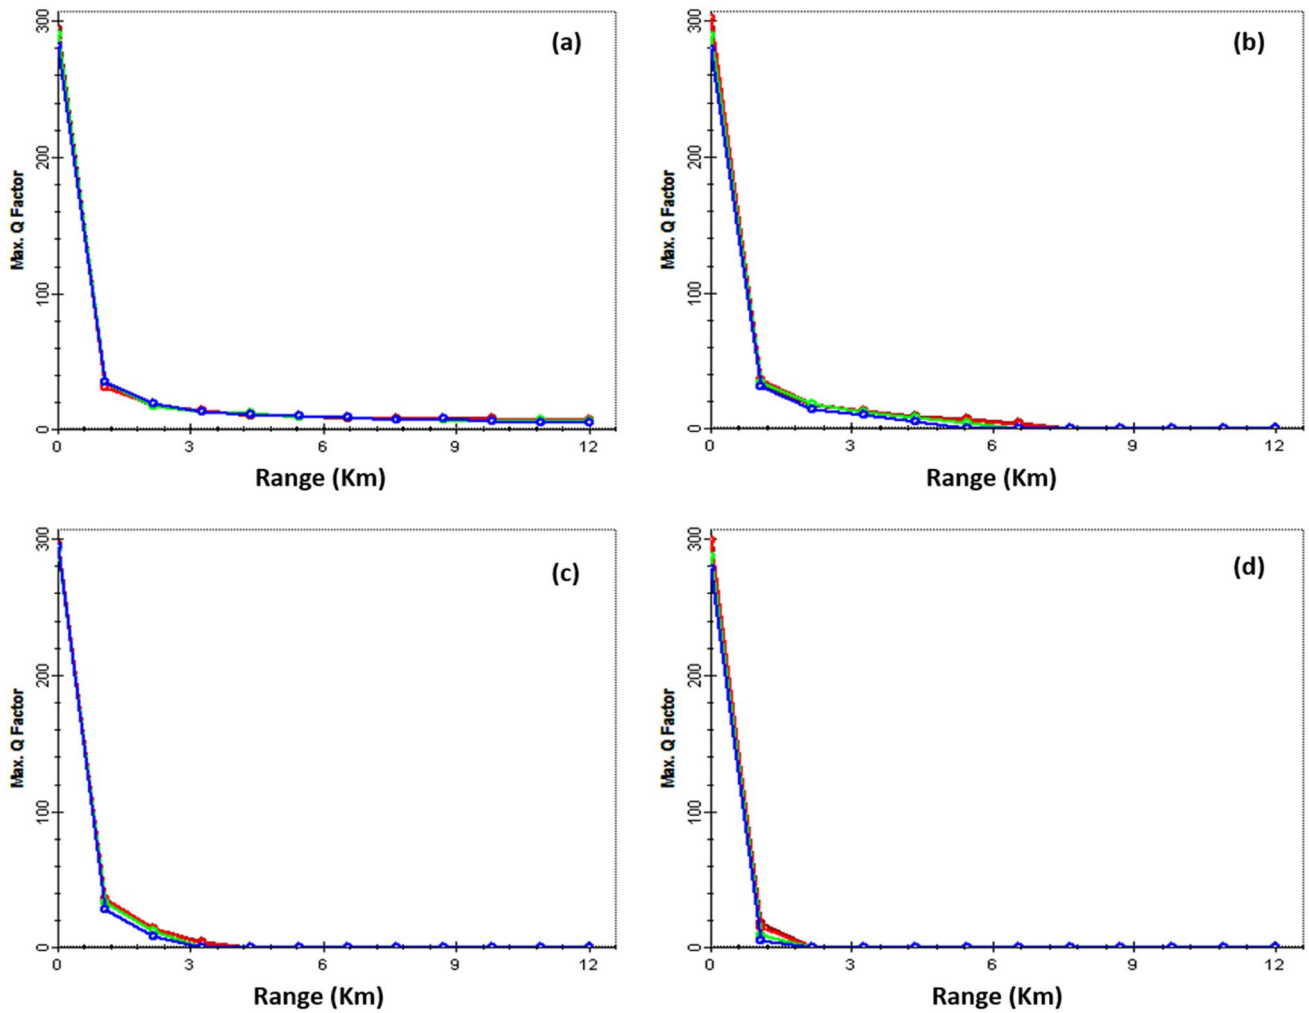 300
200
100
0
Max. Q Factor
(a)
0 3 6 9 12
Range (Km)
300
200
100
0
Max. Q Factor
(b)
0 3 6 9 12
Range (Km)
300
200
100
0
Max. Q Factor
(c)
0 3 6 9 12
Range (Km)
300
200
100
0
Max. Q Factor
(d)
0 3 6 9 12
Range (Km)